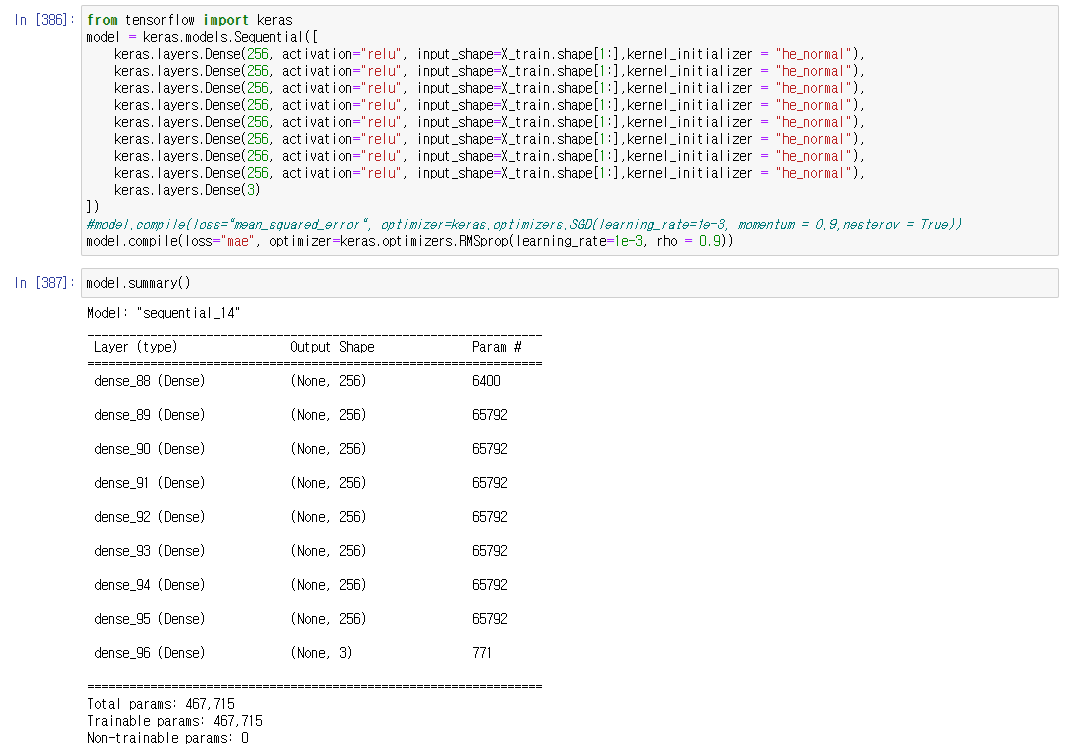 In [386]: from tensorflow import keras
model = keras.models.Sequential([
    keras.layers.Dense(256, activation="relu", input_shape=X_train.shape[1:],kernel_initializer = "he_normal"),
    keras.layers.Dense(256, activation="relu", input_shape=X_train.shape[1:],kernel_initializer = "he_normal"),
    keras.layers.Dense(256, activation="relu", input_shape=X_train.shape[1:],kernel_initializer = "he_normal"),
    keras.layers.Dense(256, activation="relu", input_shape=X_train.shape[1:],kernel_initializer = "he_normal"),
    keras.layers.Dense(256, activation="relu", input_shape=X_train.shape[1:],kernel_initializer = "he_normal"),
    keras.layers.Dense(256, activation="relu", input_shape=X_train.shape[1:],kernel_initializer = "he_normal"),
    keras.layers.Dense(256, activation="relu", input_shape=X_train.shape[1:],kernel_initializer = "he_normal"),
    keras.layers.Dense(256, activation="relu", input_shape=X_train.shape[1:],kernel_initializer = "he_normal"),
    keras.layers.Dense(3)
])
#model.compile(loss="mean_squared_error", optimizer=keras.optimizers.SGD(learning_rate=1e-3, momentum = 0.9,nesterov = True))
model.compile(loss="mae", optimizer=keras.optimizers.RMSprop(learning_rate=1e-3, rho = 0.9))
In [387]: model.summary()
Model: "sequential_14"
Layer (type) Output Shape Param #
dense_88 (Dense) (None, 256) 6400
dense_89 (Dense) (None, 256) 65792
dense_90 (Dense) (None, 256) 65792
dense_91 (Dense) (None, 256) 65792
dense_92 (Dense) (None, 256) 65792
dense_93 (Dense) (None, 256) 65792
dense_94 (Dense) (None, 256) 65792
dense_95 (Dense) (None, 256) 65792
dense_96 (Dense) (None, 3) 771
Total params: 467,715
Trainable params: 467,715
Non-trainable params: 0